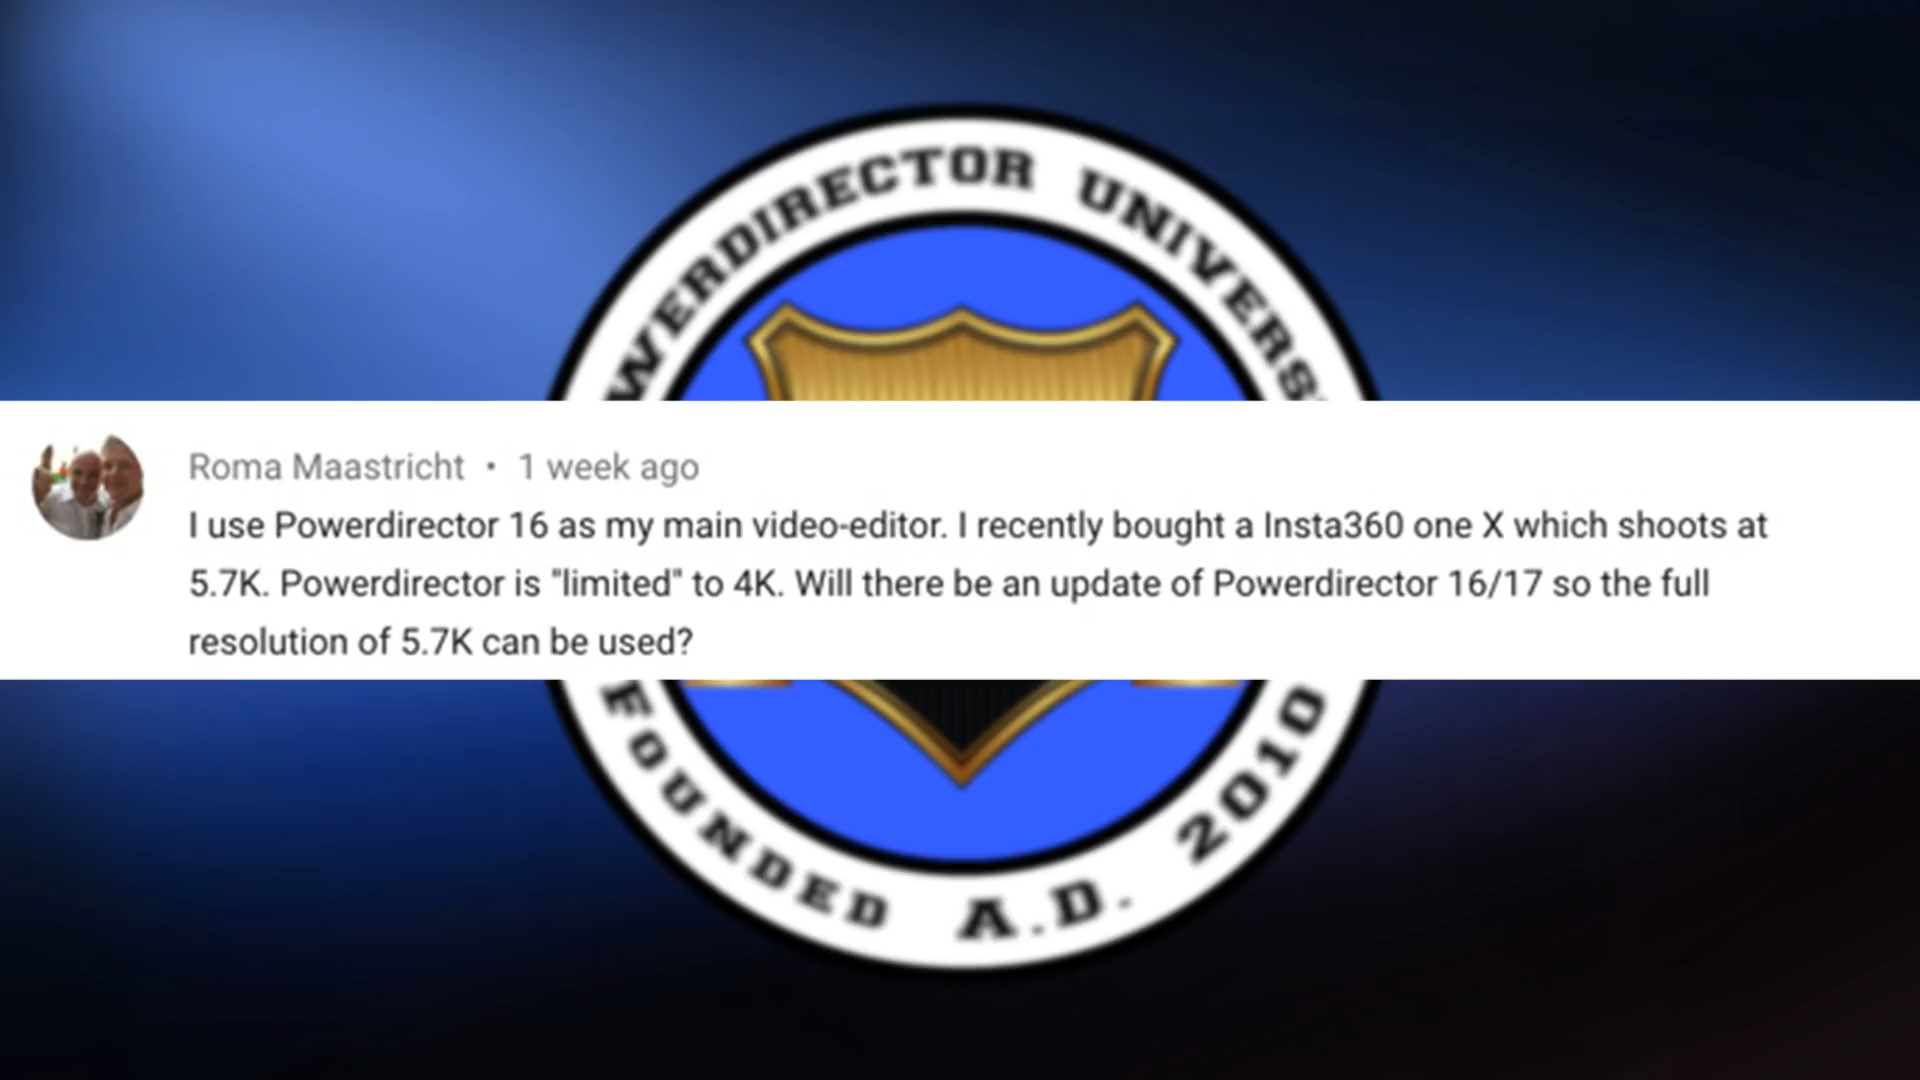 WERDIRECTOR UNIVERS
Roma Maastricht • 1 week ago
I use Powerdirector 16 as my main video-editor. I recently bought a Insta360 one X which shoots at
5.7K. Powerdirector is "limited" to 4K. Will there be an update of Powerdirector 16/17 so the full
resolution of 5.7K can be used?
FOUNDED A.D. 2010